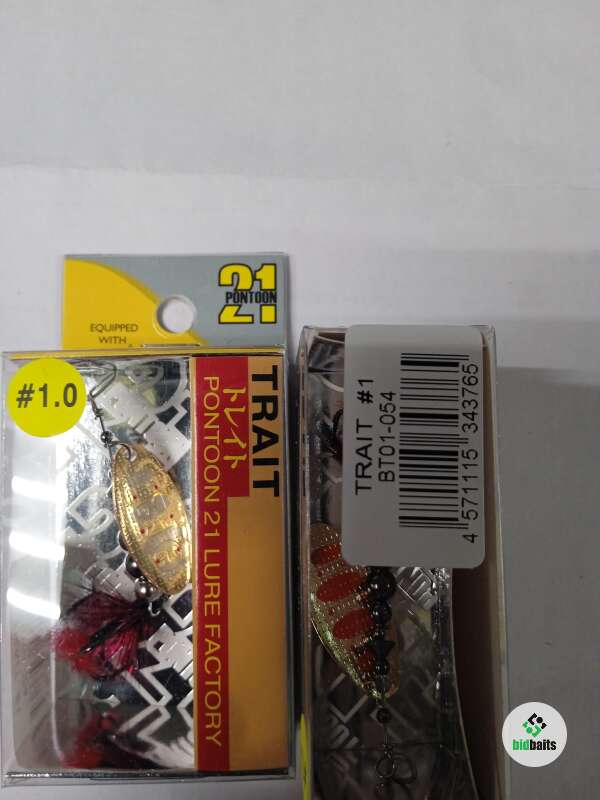 21
PONTOON
EQUIPPED
WITH
#1.0
TRAIT
トレイト
PONTOON 21 LURE FACTORY
TRAIT #1
BT01-054
4 571115 343765
bidbaits